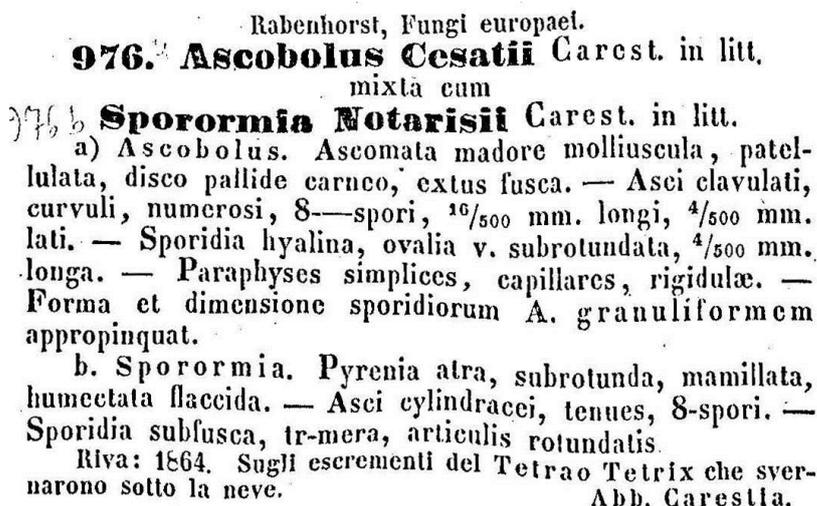 Rabenhorst, Fungi europaei.
976. Ascobolus Cesatii Carest. in litt.
mixta cum
976 b Sporormia Notarisii Carest. in litt.
a) Ascobolus. Ascomata madore molliuscula, patel-
lulata, disco pallide carneo, extus fusca. — Asci clavulati,
curvuli, numerosi, 8-—spori, 16/500 mm. longi, 4/500 mm.
lati. — Sporidia hyalina, ovalia v. subrotundata, 4/500 mm.
longa. — Paraphyses simplices, capillares, rigidulæ. —
Forma et dimensione sporidiorum A. granuliformem
appropinquat.
b. Sporormia. Pyrenia atra, subrotunda, mamillata,
humectata flaccida. — Asci cylindracei, tenues, 8-spori. —
Sporidia subfusca, tr-mera, articulis rotundatis
Riva: 1864. Sugli escrementi del Tetrao Tetrix che sver-
narono sotto la neve.
Abb. Carestia.